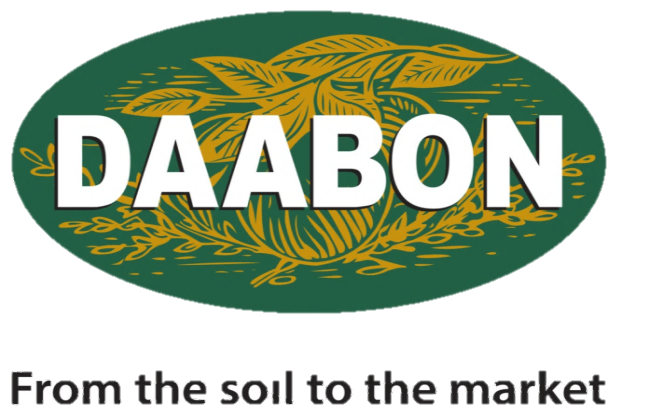 DAABON
From the soil to the market